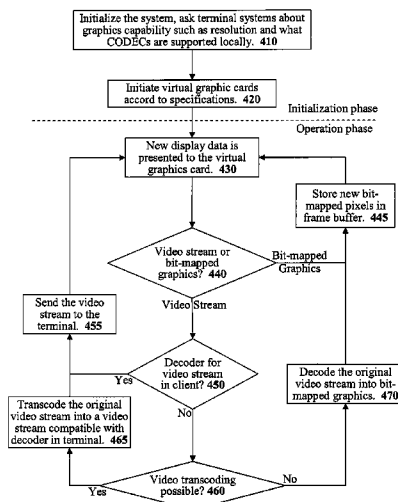 Initialize the system, ask terminal systems about
graphics capability such as resolution and what
CODECs are supported locally. 410
Initiate virtual graphic cards
accord to specifications. 420
Initialization phase
Operation phase
New display data is
presented to the virtual
graphics card. 430
Store new bit-
mapped pixels in
frame buffer. 445
Video stream or
bit-mapped
graphics? 440
Bit-mapped
Graphics
Send the video
stream to the
terminal. 455
Video Stream
Decoder for
video stream
in client? 450
Yes
No
Decode the original
video stream into bit-
mapped graphics. 470
Transcode the original
video stream into a video
stream compatible with
decoder in terminal. 465
Video transcoding
possible? 460
Yes
No